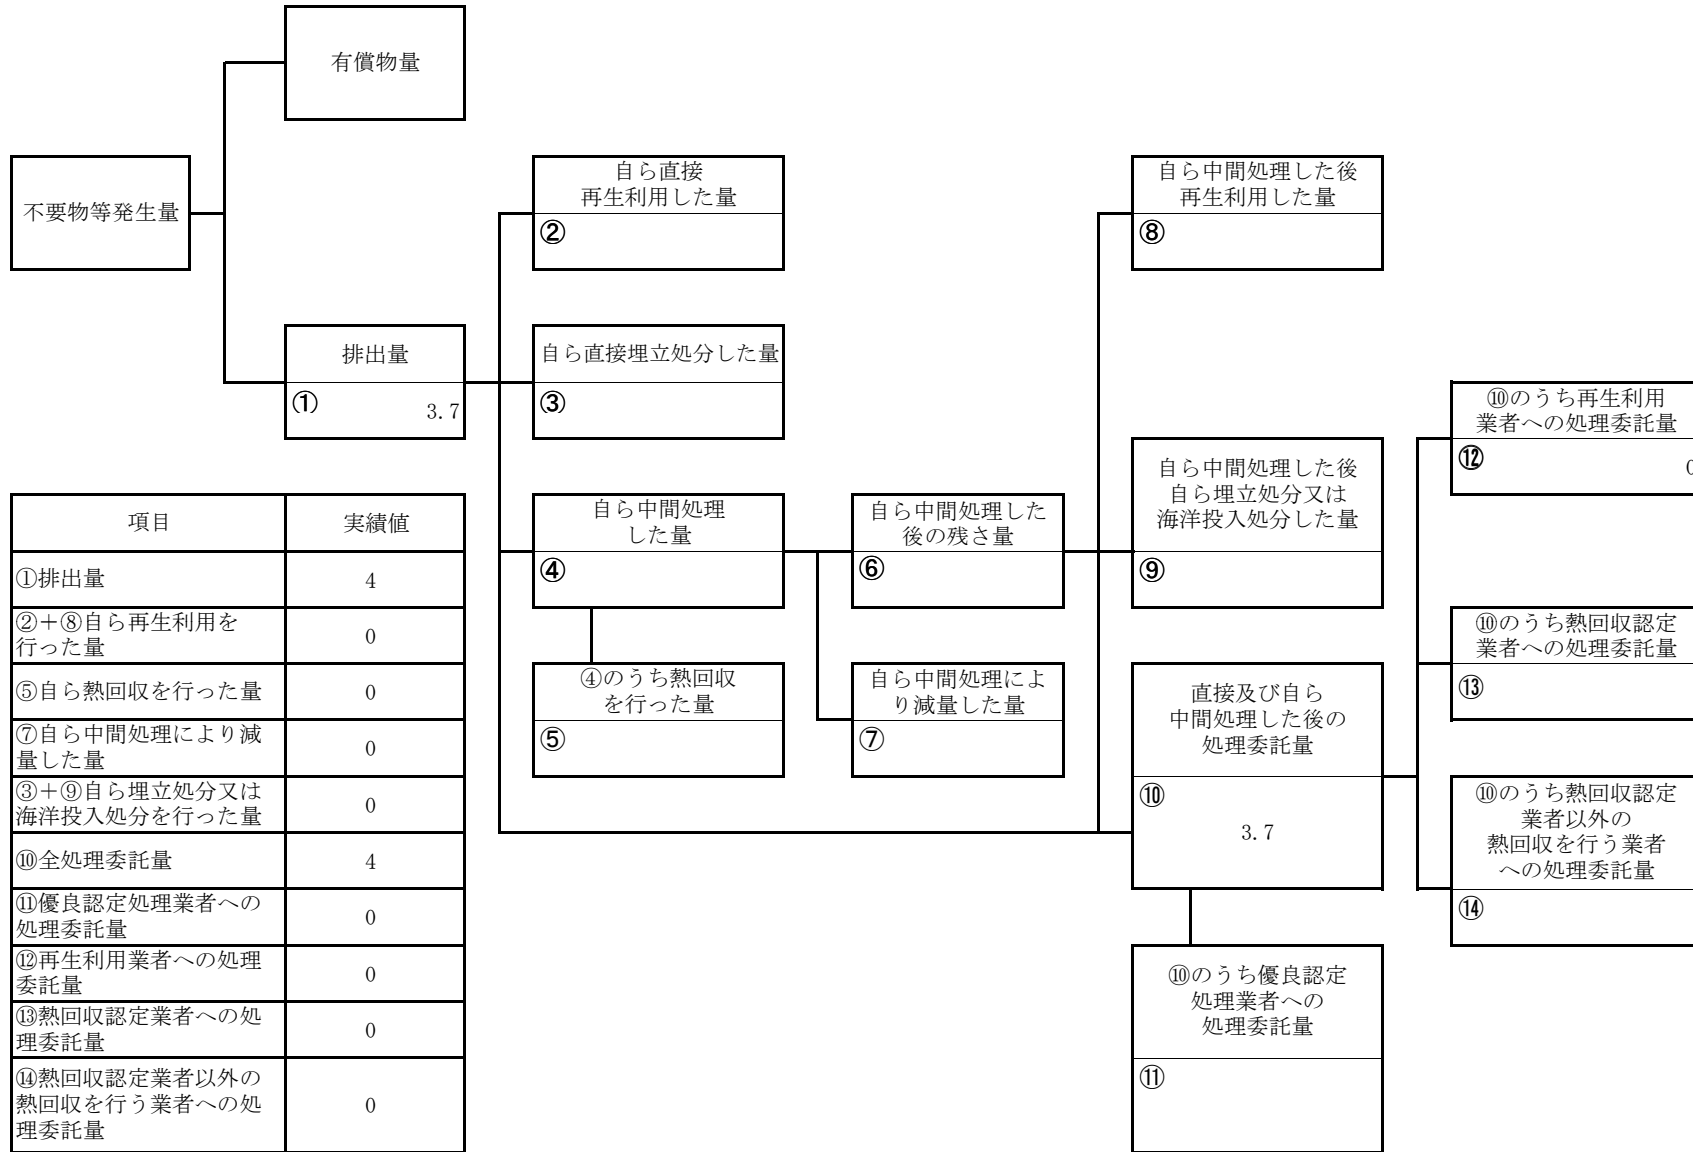 有償物量
不要物等発生量
自ら直接
再生利用した量
②
自ら中間処理した後
再生利用した量
⑧
排出量
①
3.7
自ら直接埋立処分した量
③
⑩のうち再生利用
業者への処理委託量
⑫
0
自ら中間処理した後
自ら埋立処分又は
海洋投入処分した量
⑨
自ら中間処理
した量
④
自ら中間処理した
後の残さ量
⑥
⑩のうち熱回収認定
業者への処理委託量
⑬
④のうち熱回収
を行った量
⑤
自ら中間処理によ
り減量した量
⑦
直接及び自ら
中間処理した後の
処理委託量
⑩
3.7
⑩のうち熱回収認定
業者以外の
熱回収を行う業者
への処理委託量
⑭
⑩のうち優良認定
処理業者への
処理委託量
⑪
項目 実績値
①排出量 4
②＋⑧自ら再生利用を
行った量 0
⑤自ら熱回収を行った量 0
⑦自ら中間処理により減
量した量 0
③＋⑨自ら埋立処分又は
海洋投入処分を行った量 0
⑩全処理委託量 4
⑪優良認定処理業者への
処理委託量 0
⑫再生利用業者への処理
委託量 0
⑬熱回収認定業者への処
理委託量 0
⑭熱回収認定業者以外の
熱回収を行う業者への処 0
理委託量